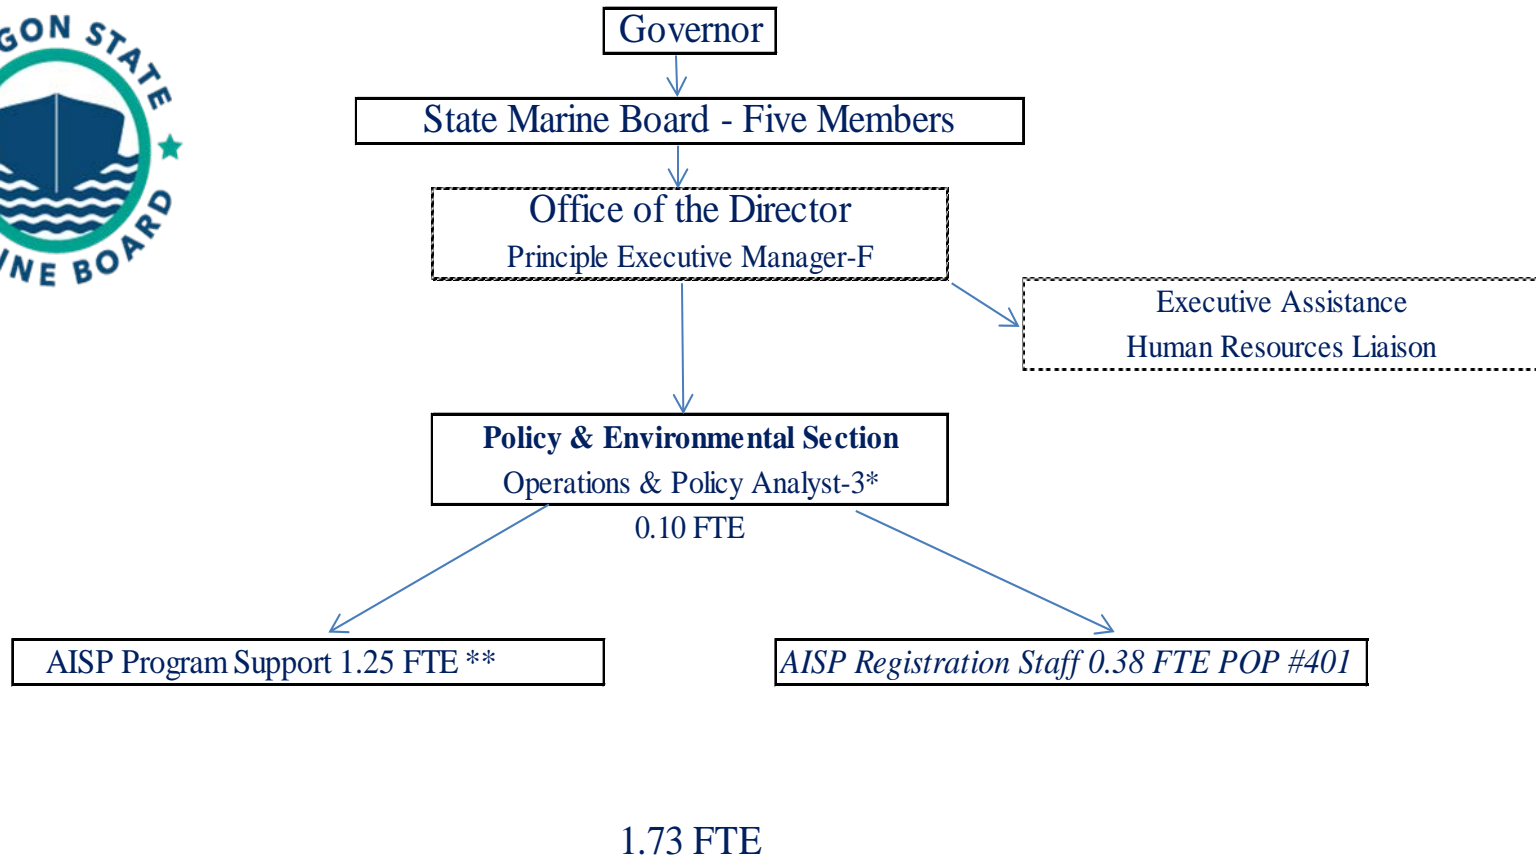 GON STATE
INE BOARD
Governor
State Marine Board - Five Members
Office of the Director
Principle Executive Manager-F
Executive Assistance
Human Resources Liaison
Policy & Environmental Section
Operations & Policy Analyst-3*
0.10 FTE
AISP Program Support 1.25 FTE **
AISP Registration Staff 0.38 FTE POP #401
1.73 FTE